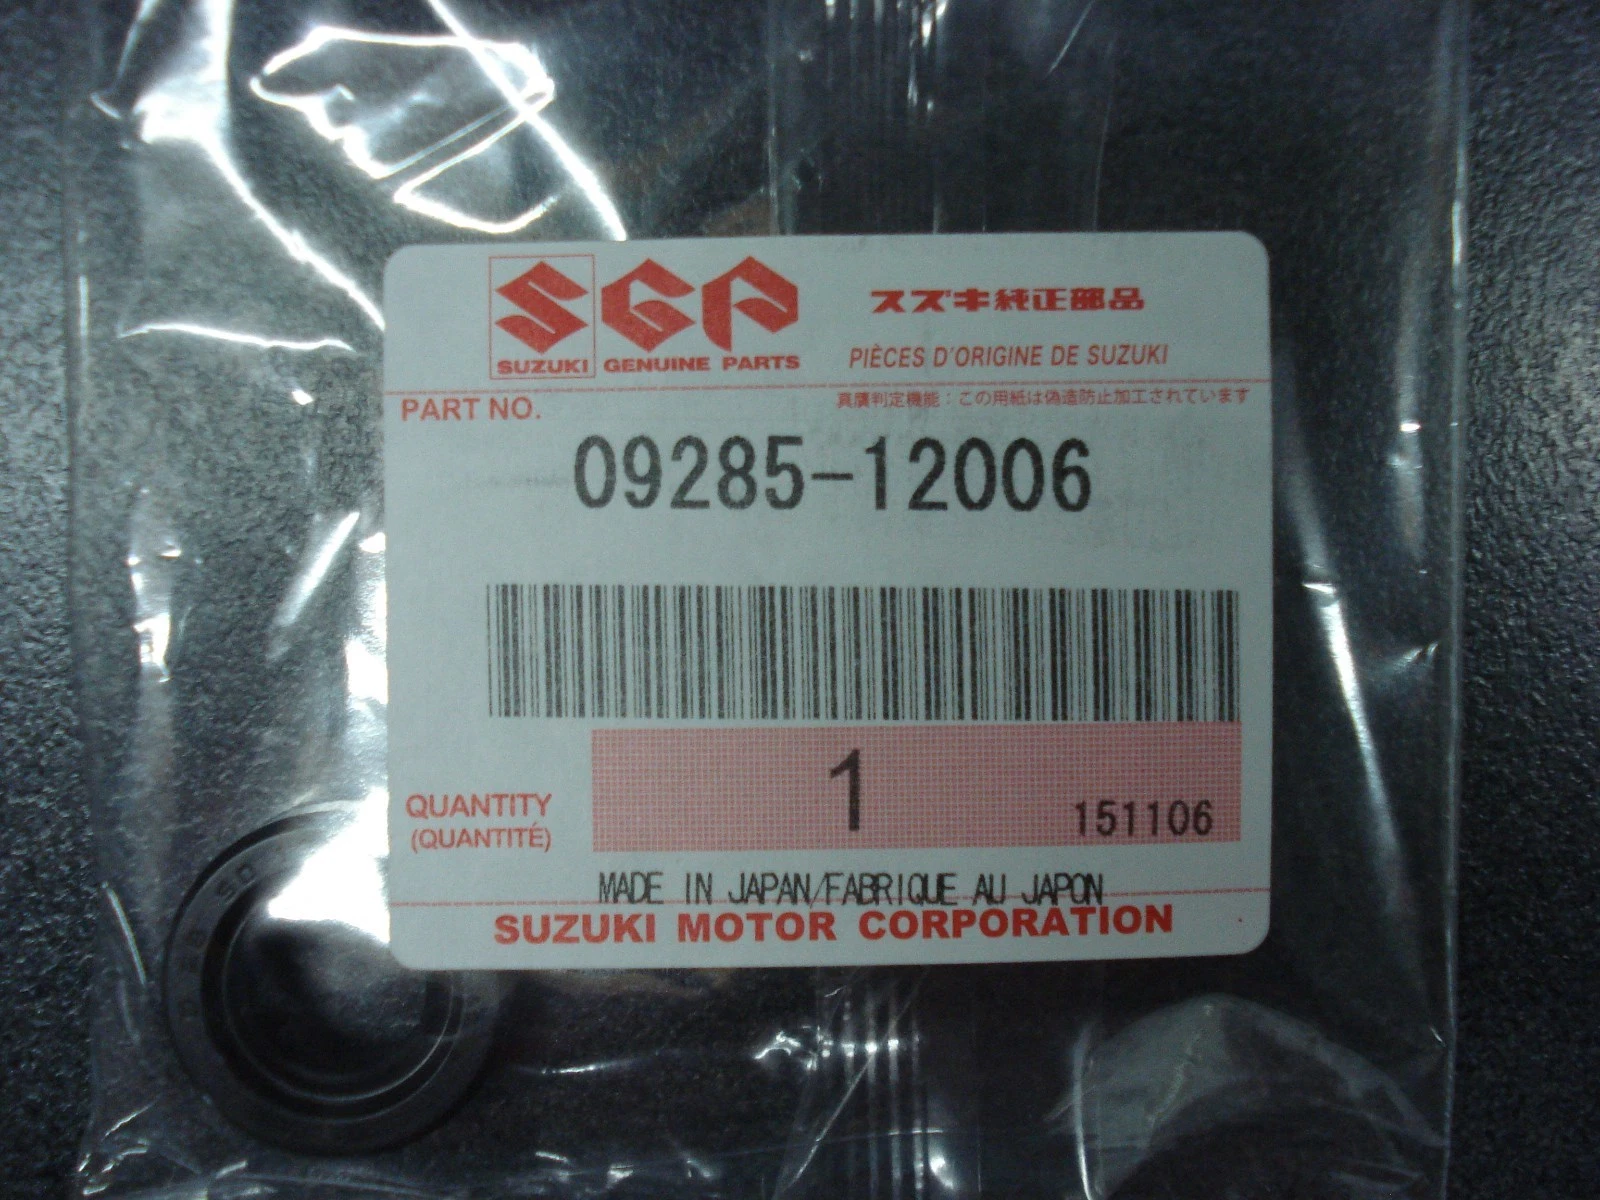 SGP
スズキ純正部品
SUZUKI GENUINE PARTS
PIÈCES D'ORIGINE DE SUZUKI
PART NO.
真贋判定機能：この用紙は偽造防止加工されています
09285-12006
1
QUANTITY
(QUANTITÉ)
151106
MADE IN JAPAN/FABRIQUE AU JAPON
SUZUKI MOTOR CORPORATION